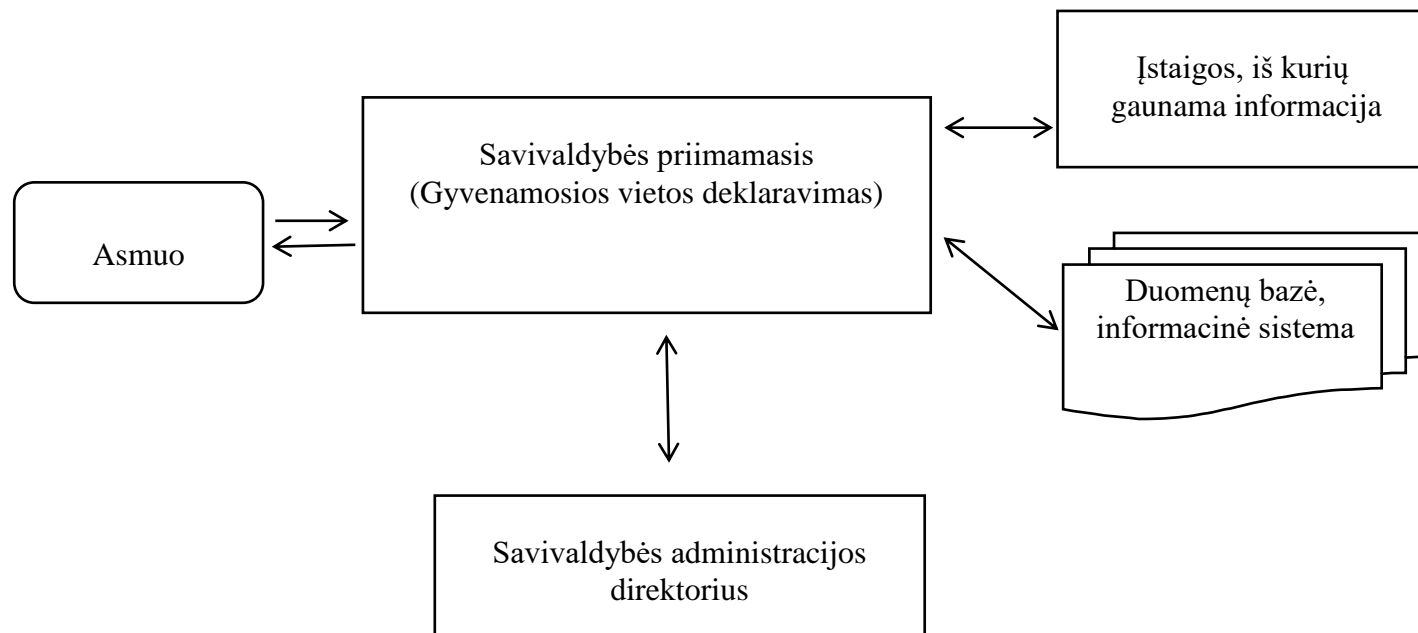 Įstaigos, iš kurių
gaunama informacija
Savivaldybės priimamasis
(Gyvenamosios vietos deklaravimas)
Asmuo
Duomenų bazė,
informacinė sistema
Savivaldybės administracijos
direktorius